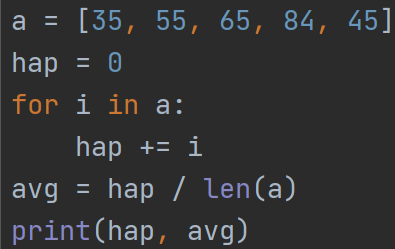 a = [35, 55, 65, 84, 45]
hap = 0
for i in a:
    hap += i
avg = hap / len(a)
print(hap, avg)